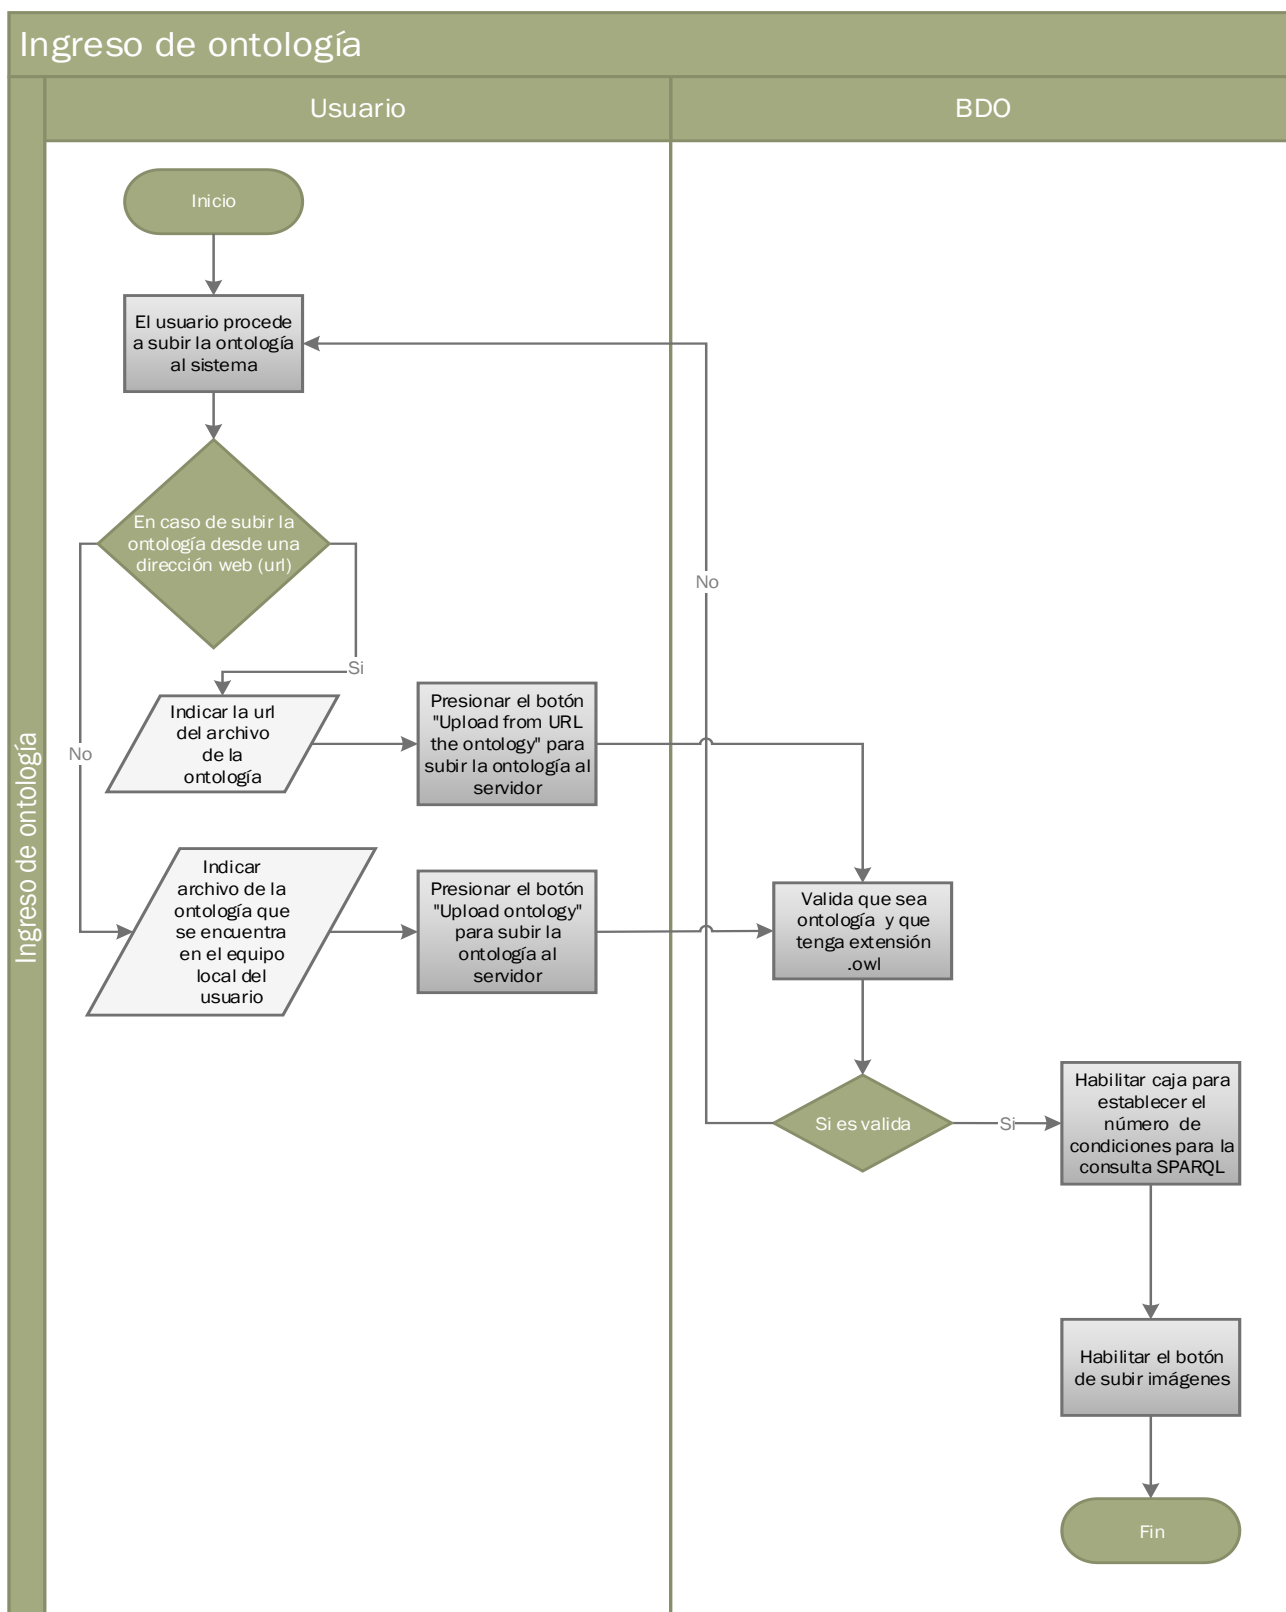 Ingreso de ontología
Usuario
BDO
Ingreso de ontología
Inicio
El usuario procede
a subir la ontología
al sistema
En caso de subir la
ontología desde una
dirección web (url)
No
Si
Indicar la url
del archivo
de la
ontología
Presionar el botón
"Upload from URL
the ontology" para
subir la ontología al
servidor
No
Indicar
archivo de la
ontología que
se encuentra
en el equipo
local del
usuario
Presionar el botón
"Upload ontology"
para subir la
ontología al
servidor
Valida que sea
ontología y que
tenga extensión
.owl
Si es valida
Si
Habilitar caja para
establecer el
número de
condiciones para la
consulta SPARQL
Habilitar el botón
de subir imágenes
Fin